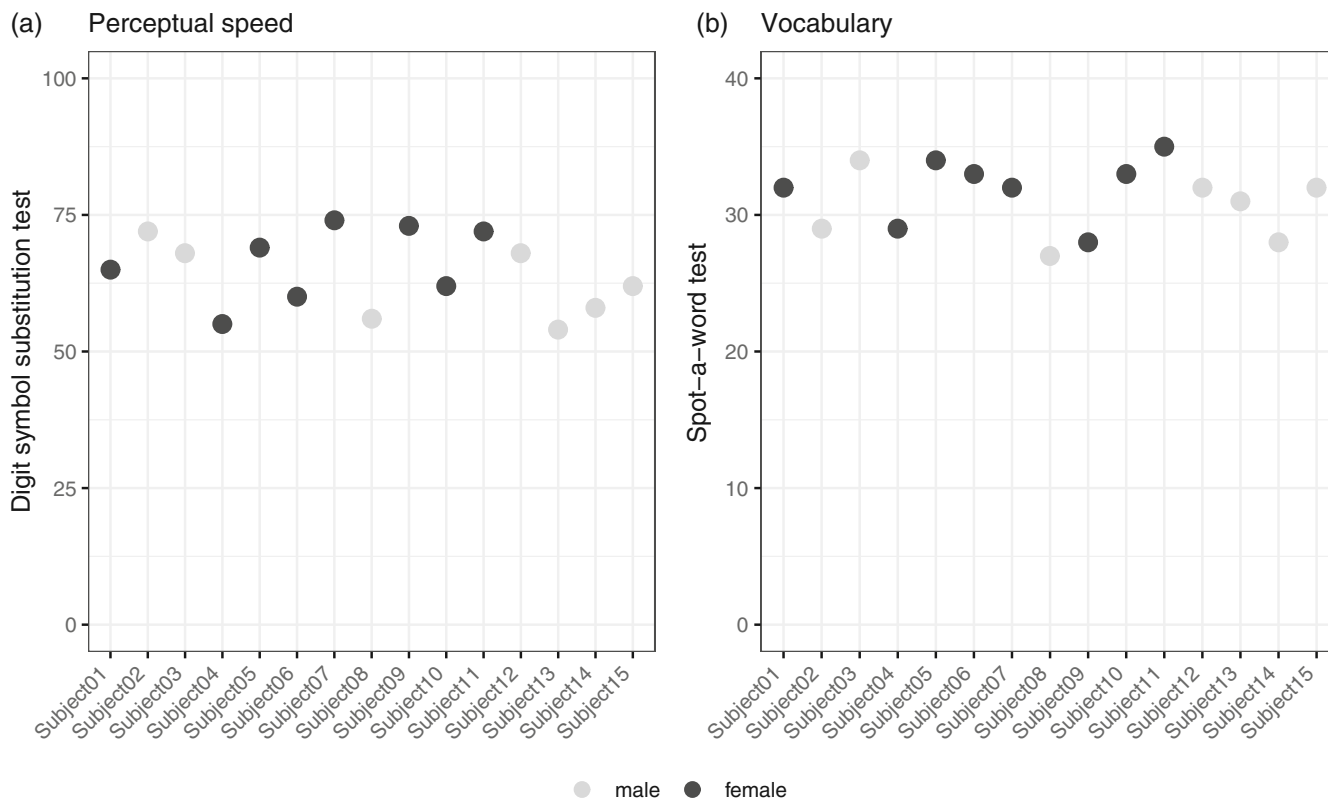 (a) Perceptual speed
Digit symbol substitution test
100
75
50
25
0
Subject01
Subject02
Subject03
Subject04
Subject05
Subject06
Subject07
Subject08
Subject09
Subject10
Subject11
Subject12
Subject13
Subject14
Subject15
(b) Vocabulary
Spot−a−word test
40
30
20
10
0
Subject01
Subject02
Subject03
Subject04
Subject05
Subject06
Subject07
Subject08
Subject09
Subject10
Subject11
Subject12
Subject13
Subject14
Subject15
male female